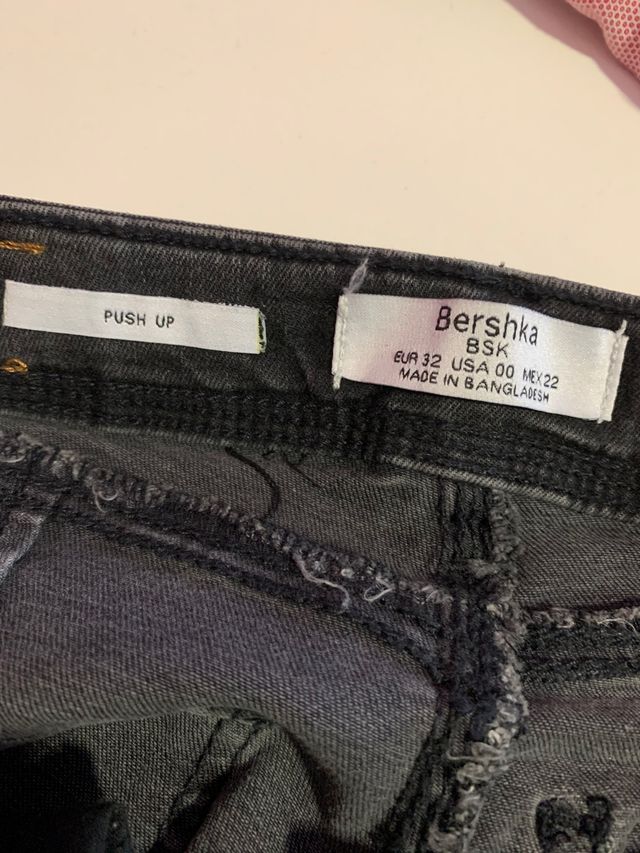 PUSH UP
Bershka
BSK
EUR 32 USA 00 MEX 22
MADE IN BANGLADESH